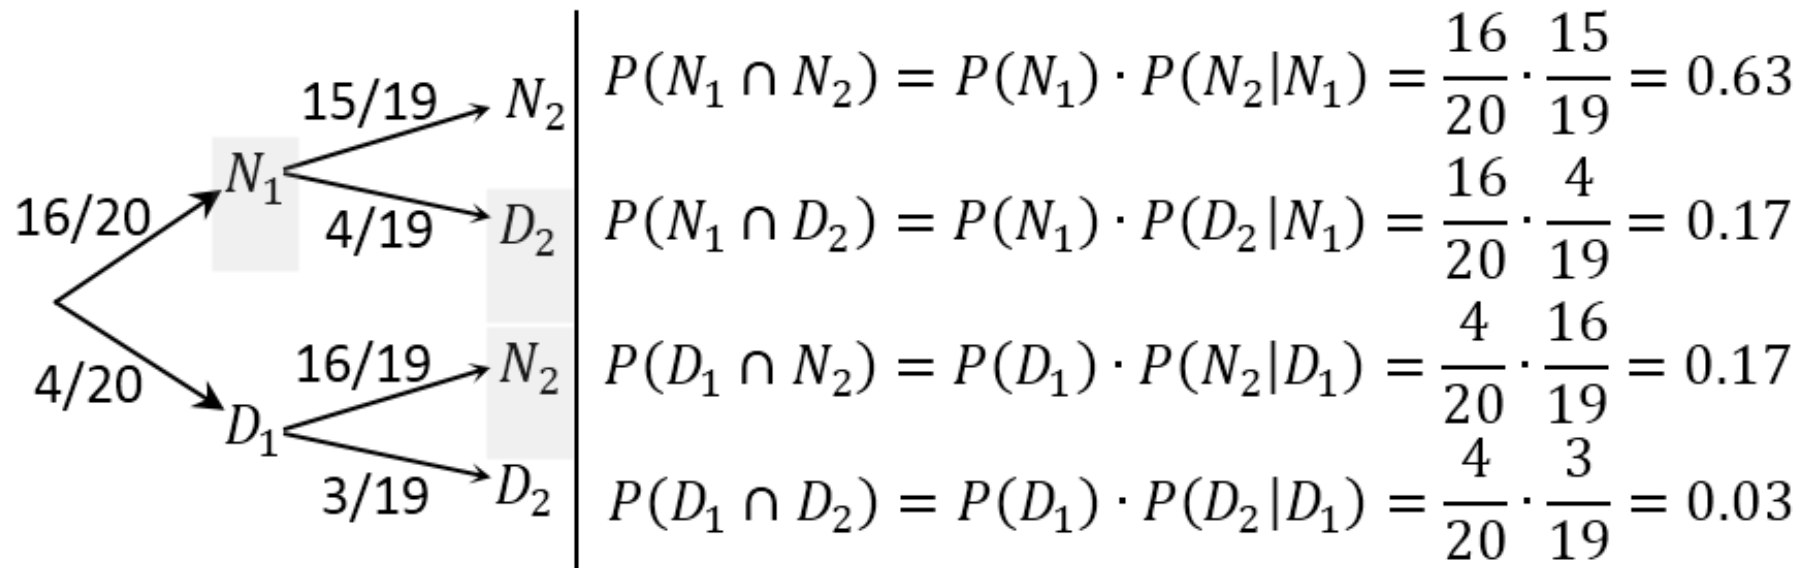 15/19 N₂
N₁
16/20
4/19 D₂
16/19 N₂
4/20
D₁
3/19 D₂
P(N₁ ∩ N₂) = P(N₁) · P(N₂|N₁) = 16/20 · 15/19 = 0.63
P(N₁ ∩ D₂) = P(N₁) · P(D₂|N₁) = 16/20 · 4/19 = 0.17
P(D₁ ∩ N₂) = P(D₁) · P(N₂|D₁) = 4/20 · 16/19 = 0.17
P(D₁ ∩ D₂) = P(D₁) · P(D₂|D₁) = 4/20 · 3/19 = 0.03